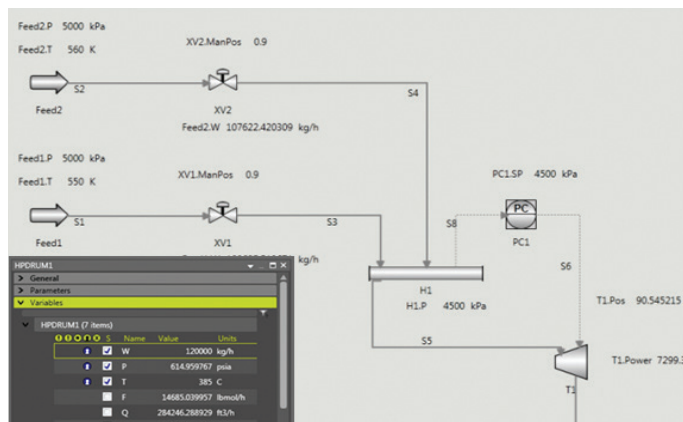 Feed2.P 5000 kPa
Feed2.T 560 K
XV2.ManPos 0.9
S2
S4
Feed2
XV2
Feed2.W 107622.420309 kg/h
Feed1.P 5000 kPa
Feed1.T 550 K
XV1.ManPos 0.9
PC1.SP 4500 kPa
PC
S1
S3
S8
Feed1
XV1
PC1
kg/h
S6
H1
H1.P 4500 kPa
T1.Pos 90.545215
S5
T1.Power 7299.3
T1
HPDRUM1
General
Parameters
Variables
HPDRUM1 (7 items)
S Name Value Units
W 120000 kg/h
P 614.959767 psia
T 385 C
F 14685.039957 lbmol/h
Q 284246.288929 ft3/h